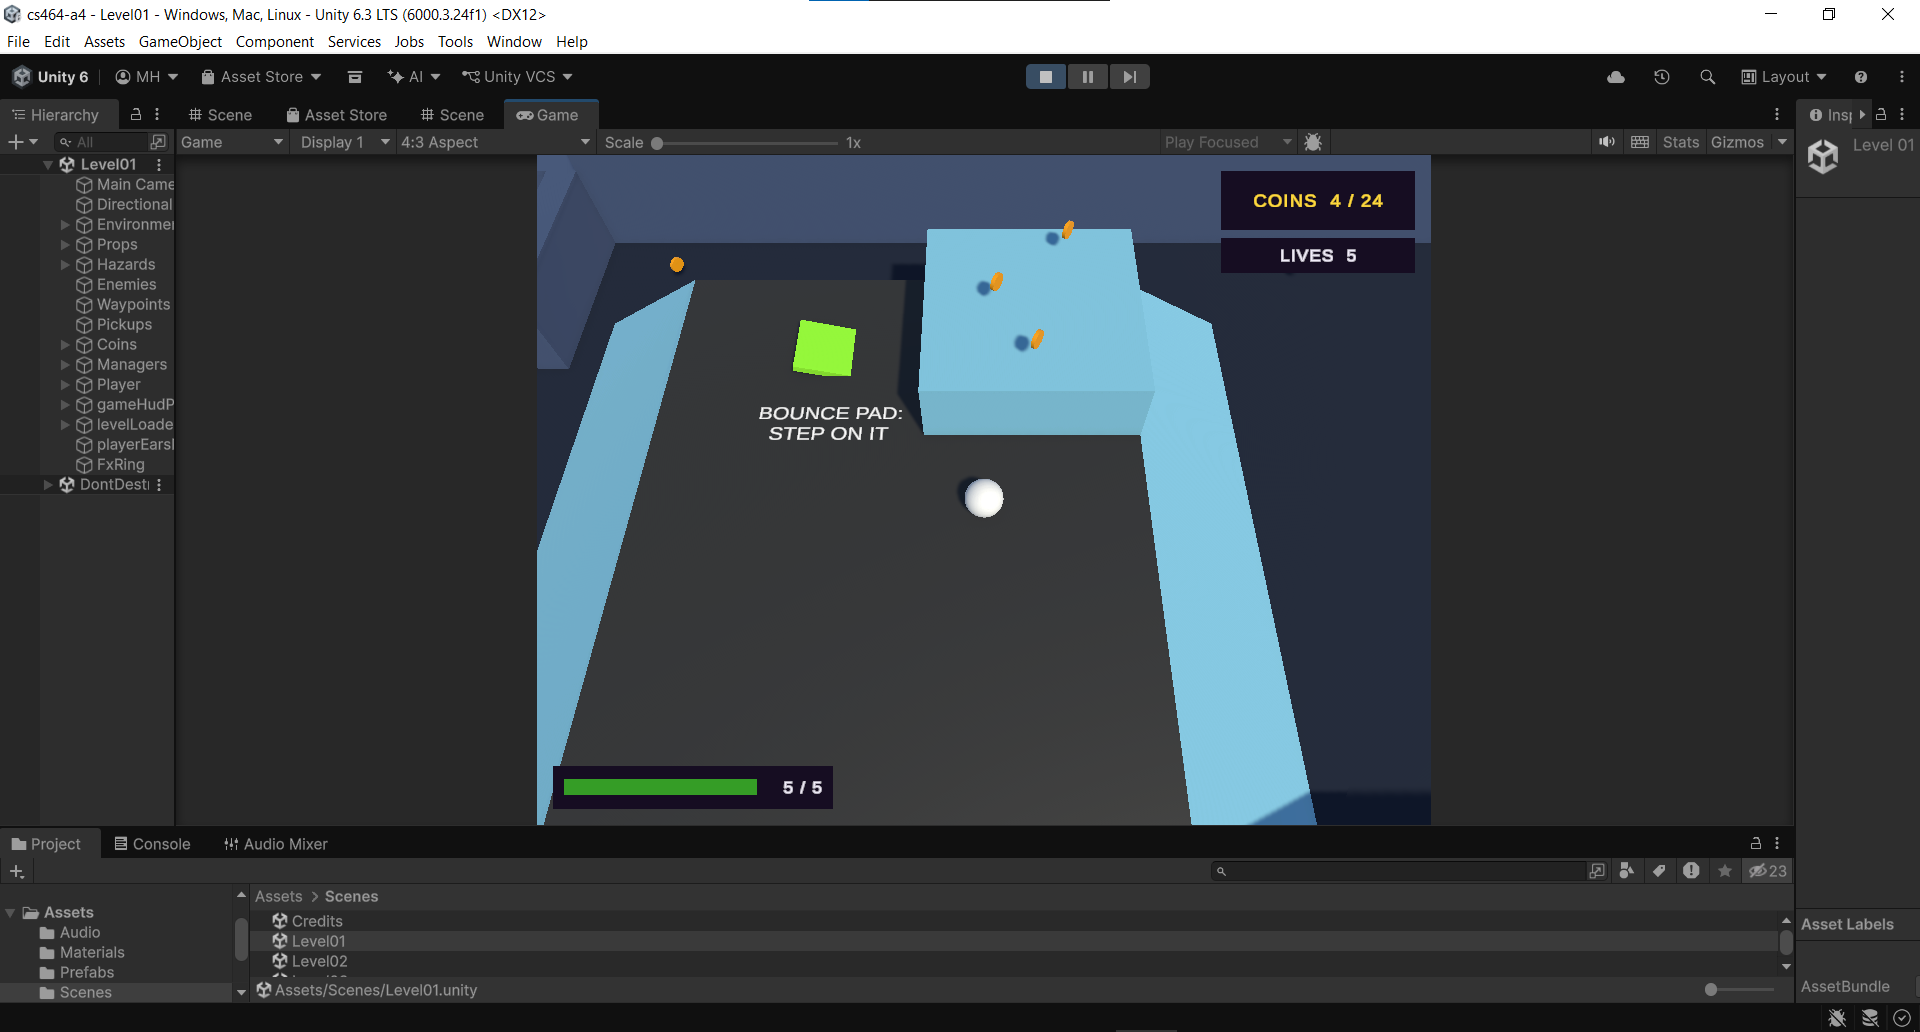 cs464-a4 - Level01 - Windows, Mac, Linux - Unity 6.3 LTS (6000.3.24f1) <DX12>
File Edit Assets GameObject Component Services Jobs Tools Window Help
Unity 6 MH Asset Store AI Unity VCS Layout
Hierarchy Scene Asset Store Scene Game Insp
All Game Display 1 4:3 Aspect Scale 1x Play Focused Stats Gizmos
Level 01
Level01
Main Came
Directional
Environmer
Props
Hazards
Enemies
Waypoints
Pickups
Coins
Managers
Player
gameHudP
levelLoade
playerEars
FxRing
DontDest
COINS 4 / 24
LIVES 5
BOUNCE PAD:
STEP ON IT
5 / 5
Project Console Audio Mixer
23
Assets
Audio
Materials
Prefabs
Scenes
Assets > Scenes
Credits
Level01
Level02
Assets/Scenes/Level01.unity
Asset Labels
AssetBundle